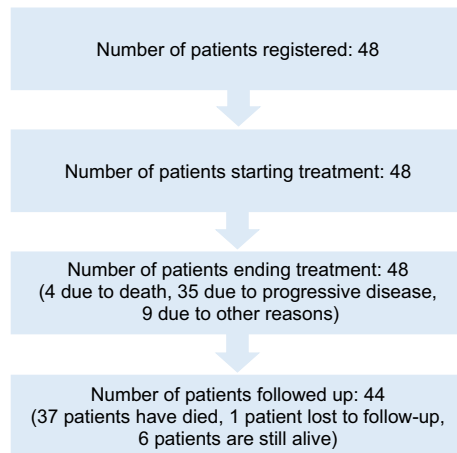 Number of patients registered: 48
Number of patients starting treatment: 48
Number of patients ending treatment: 48
(4 due to death, 35 due to progressive disease,
9 due to other reasons)
Number of patients followed up: 44
(37 patients have died, 1 patient lost to follow-up,
6 patients are still alive)